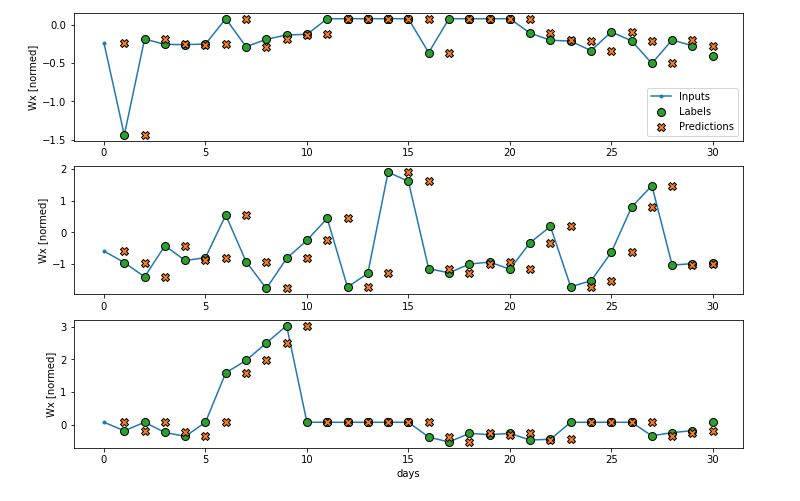 0.0
−0.5
−1.0
−1.5
Wx [normed]
Inputs
Labels
Predictions
0 5 10 15 20 25 30
2
1
0
−1
Wx [normed]
0 5 10 15 20 25 30
3
2
1
0
Wx [normed]
0 5 10 15 20 25 30
days